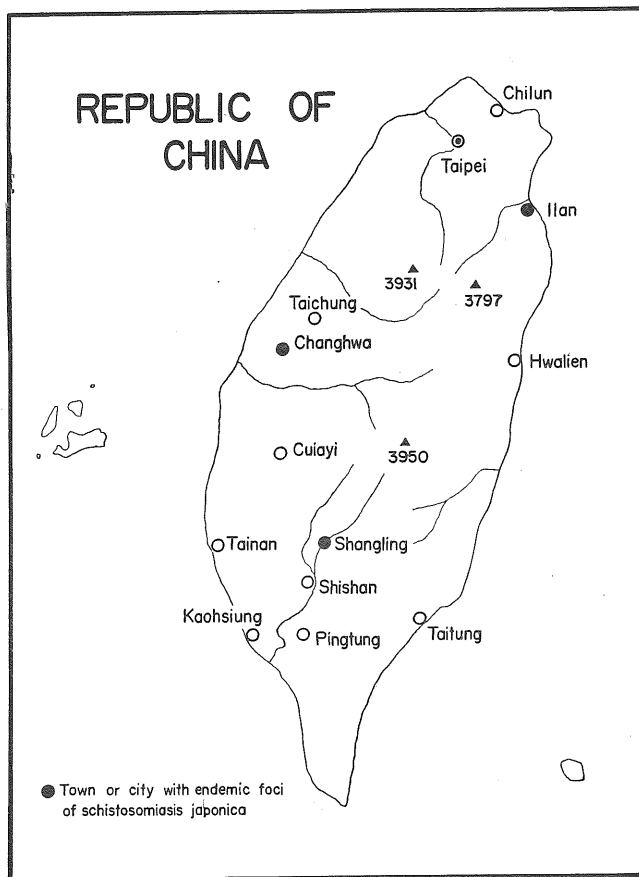 REPUBLIC OF
CHINA
Chilun
Taipei
Ilan
3931
3797
Taichung
Changhwa
Hwalien
Cuiayi
3950
Tainan
Shangling
Shishan
Kaohsiung
Pingtung
Taitung
Town or city with endemic foci
of schistosomiasis japonica